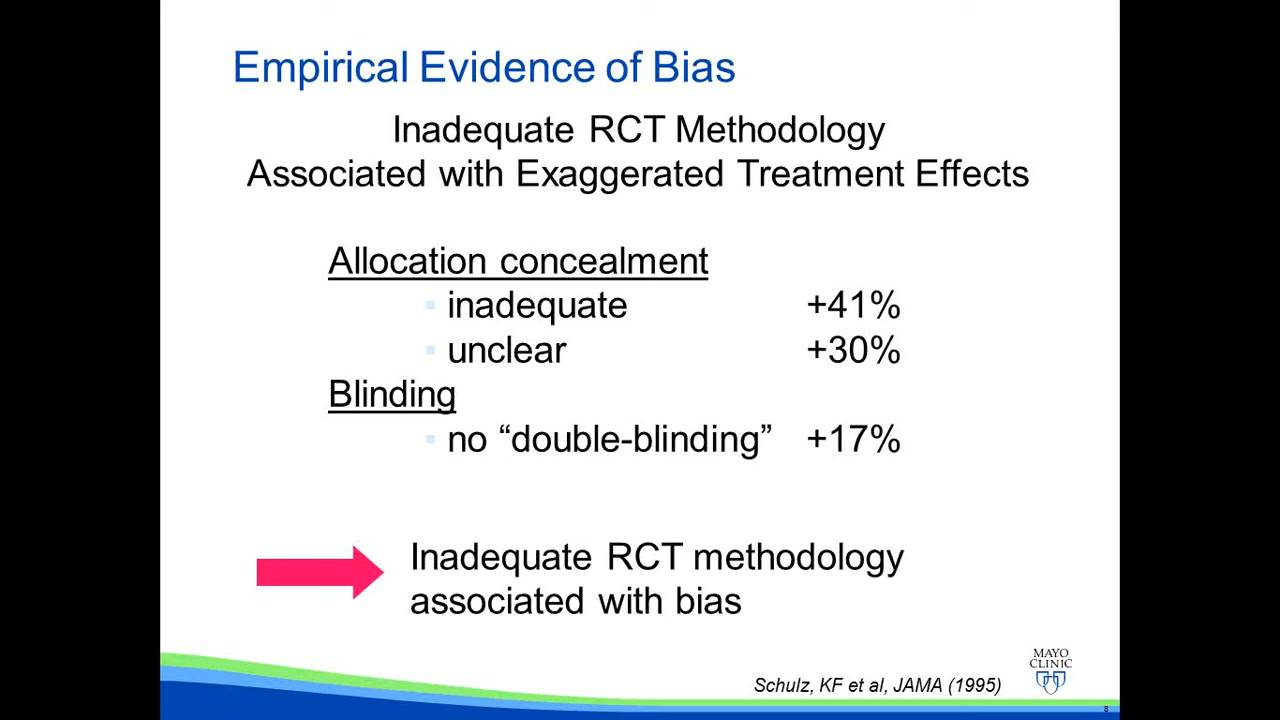 Empirical Evidence of Bias
Inadequate RCT Methodology
Associated with Exaggerated Treatment Effects
Allocation concealment
▪ inadequate +41%
▪ unclear +30%
Blinding
▪ no “double-blinding” +17%
Inadequate RCT methodology
associated with bias
MAYO
CLINIC
Schulz, KF et al, JAMA (1995)
8